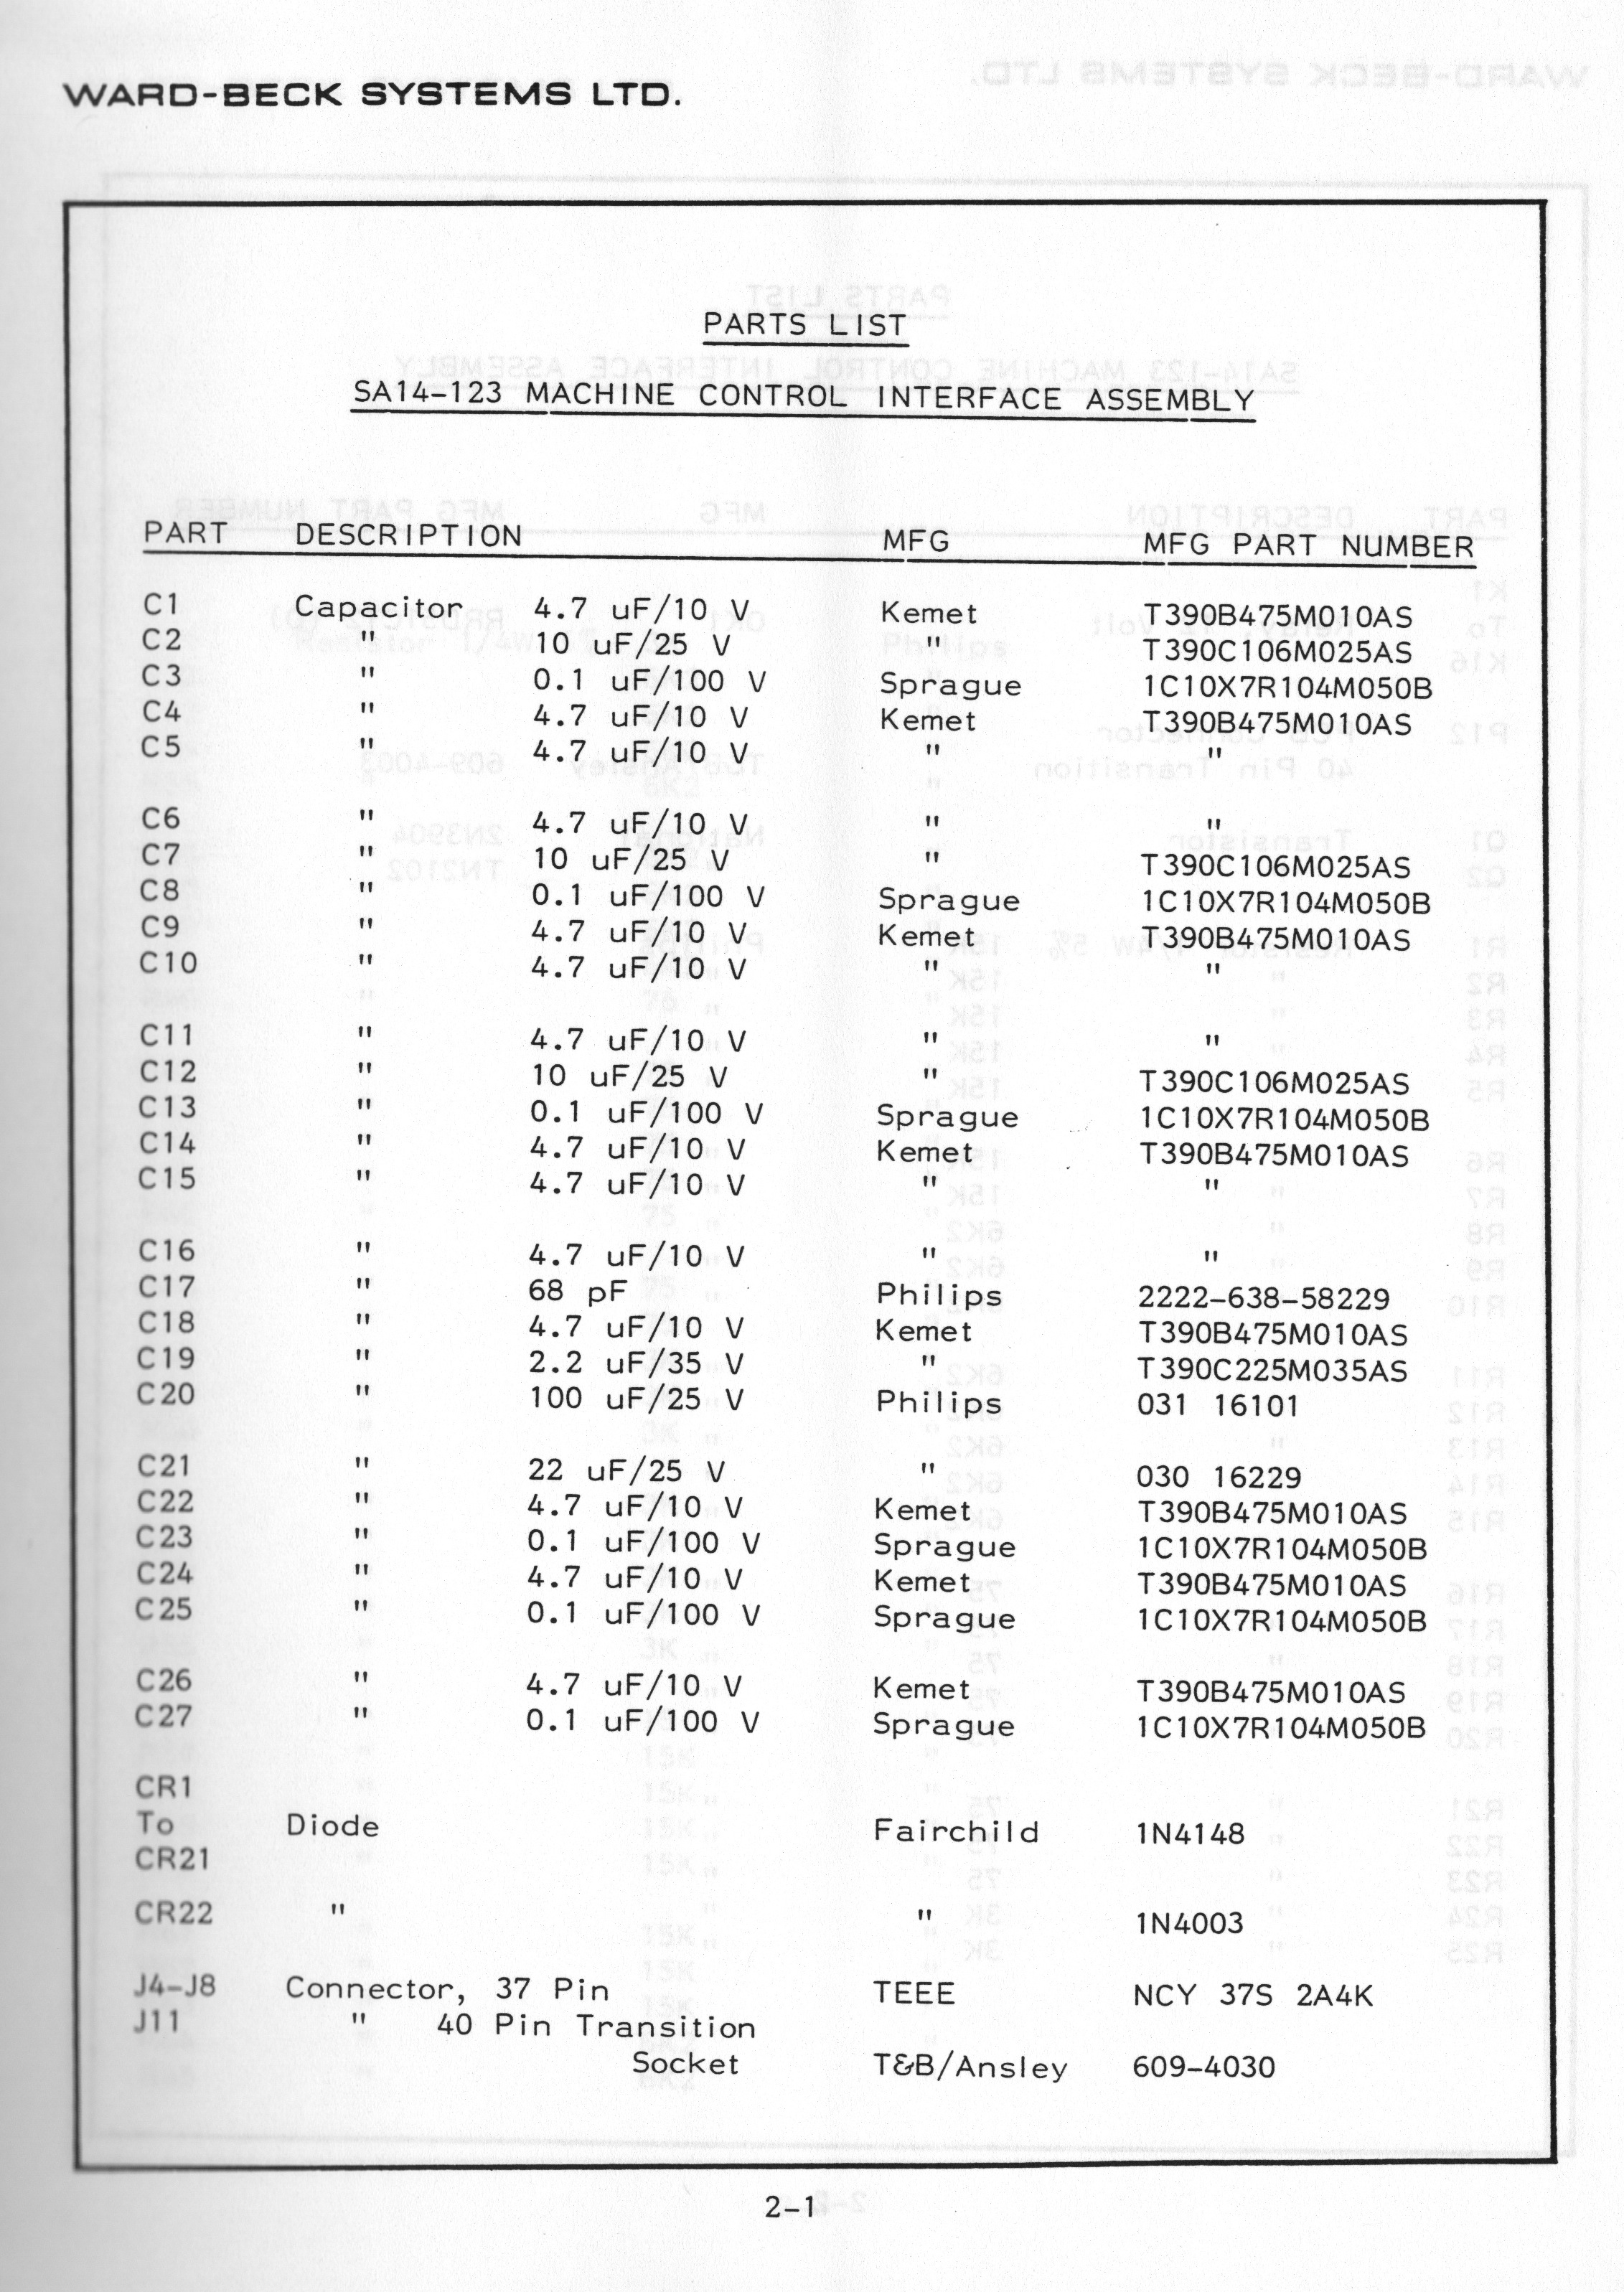 WARD-BECK SYSTEMS LTD.
PARTS LIST
SA14-123 MACHINE CONTROL INTERFACE ASSEMBLY
PART DESCRIPTION MFG MFG PART NUMBER
C1 Capacitor 4.7 uF/10 V Kemet T390B475M010AS
C2 " 10 uF/25 V " T390C106M025AS
C3 " 0.1 uF/100 V Sprague 1C10X7R104M050B
C4 " 4.7 uF/10 V Kemet T390B475M010AS
C5 " 4.7 uF/10 V " "
C6 " 4.7 uF/10 V " "
C7 " 10 uF/25 V " T390C106M025AS
C8 " 0.1 uF/100 V Sprague 1C10X7R104M050B
C9 " 4.7 uF/10 V Kemet T390B475M010AS
C10 " 4.7 uF/10 V " "
C11 " 4.7 uF/10 V " "
C12 " 10 uF/25 V " T390C106M025AS
C13 " 0.1 uF/100 V Sprague 1C10X7R104M050B
C14 " 4.7 uF/10 V Kemet T390B475M010AS
C15 " 4.7 uF/10 V " "
C16 " 4.7 uF/10 V " "
C17 " 68 pF Philips 2222-638-58229
C18 " 4.7 uF/10 V Kemet T390B475M010AS
C19 " 2.2 uF/35 V " T390C225M035AS
C20 " 100 uF/25 V Philips 031 16101
C21 " 22 uF/25 V " 030 16229
C22 " 4.7 uF/10 V Kemet T390B475M010AS
C23 " 0.1 uF/100 V Sprague 1C10X7R104M050B
C24 " 4.7 uF/10 V Kemet T390B475M010AS
C25 " 0.1 uF/100 V Sprague 1C10X7R104M050B
C26 " 4.7 uF/10 V Kemet T390B475M010AS
C27 " 0.1 uF/100 V Sprague 1C10X7R104M050B
CR1
To Diode Fairchild 1N4148
CR21
CR22 " " 1N4003
J4-J8 Connector, 37 Pin TEEE NCY 37S 2A4K
J11 " 40 Pin Transition
Socket T&B/Ansley 609-4030
2-1